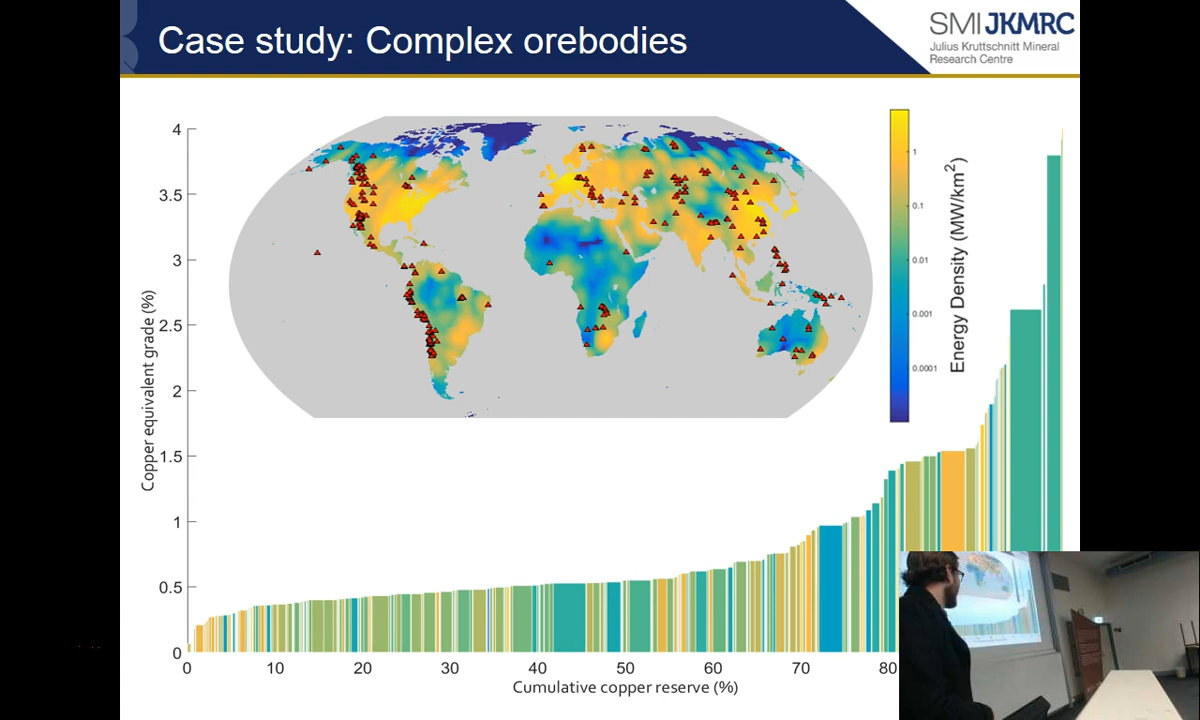 Case study: Complex orebodies
SMI JKMRC
Julius Kruttschnitt Mineral
Research Centre
Copper equivalent grade (%)
4
3.5
3
2.5
2
1.5
1
0.5
0
0 10 20 30 40 50 60 70 80
Cumulative copper reserve (%)
1
0.1
0.01
0.001
0.0001
Energy Density (MW/km²)